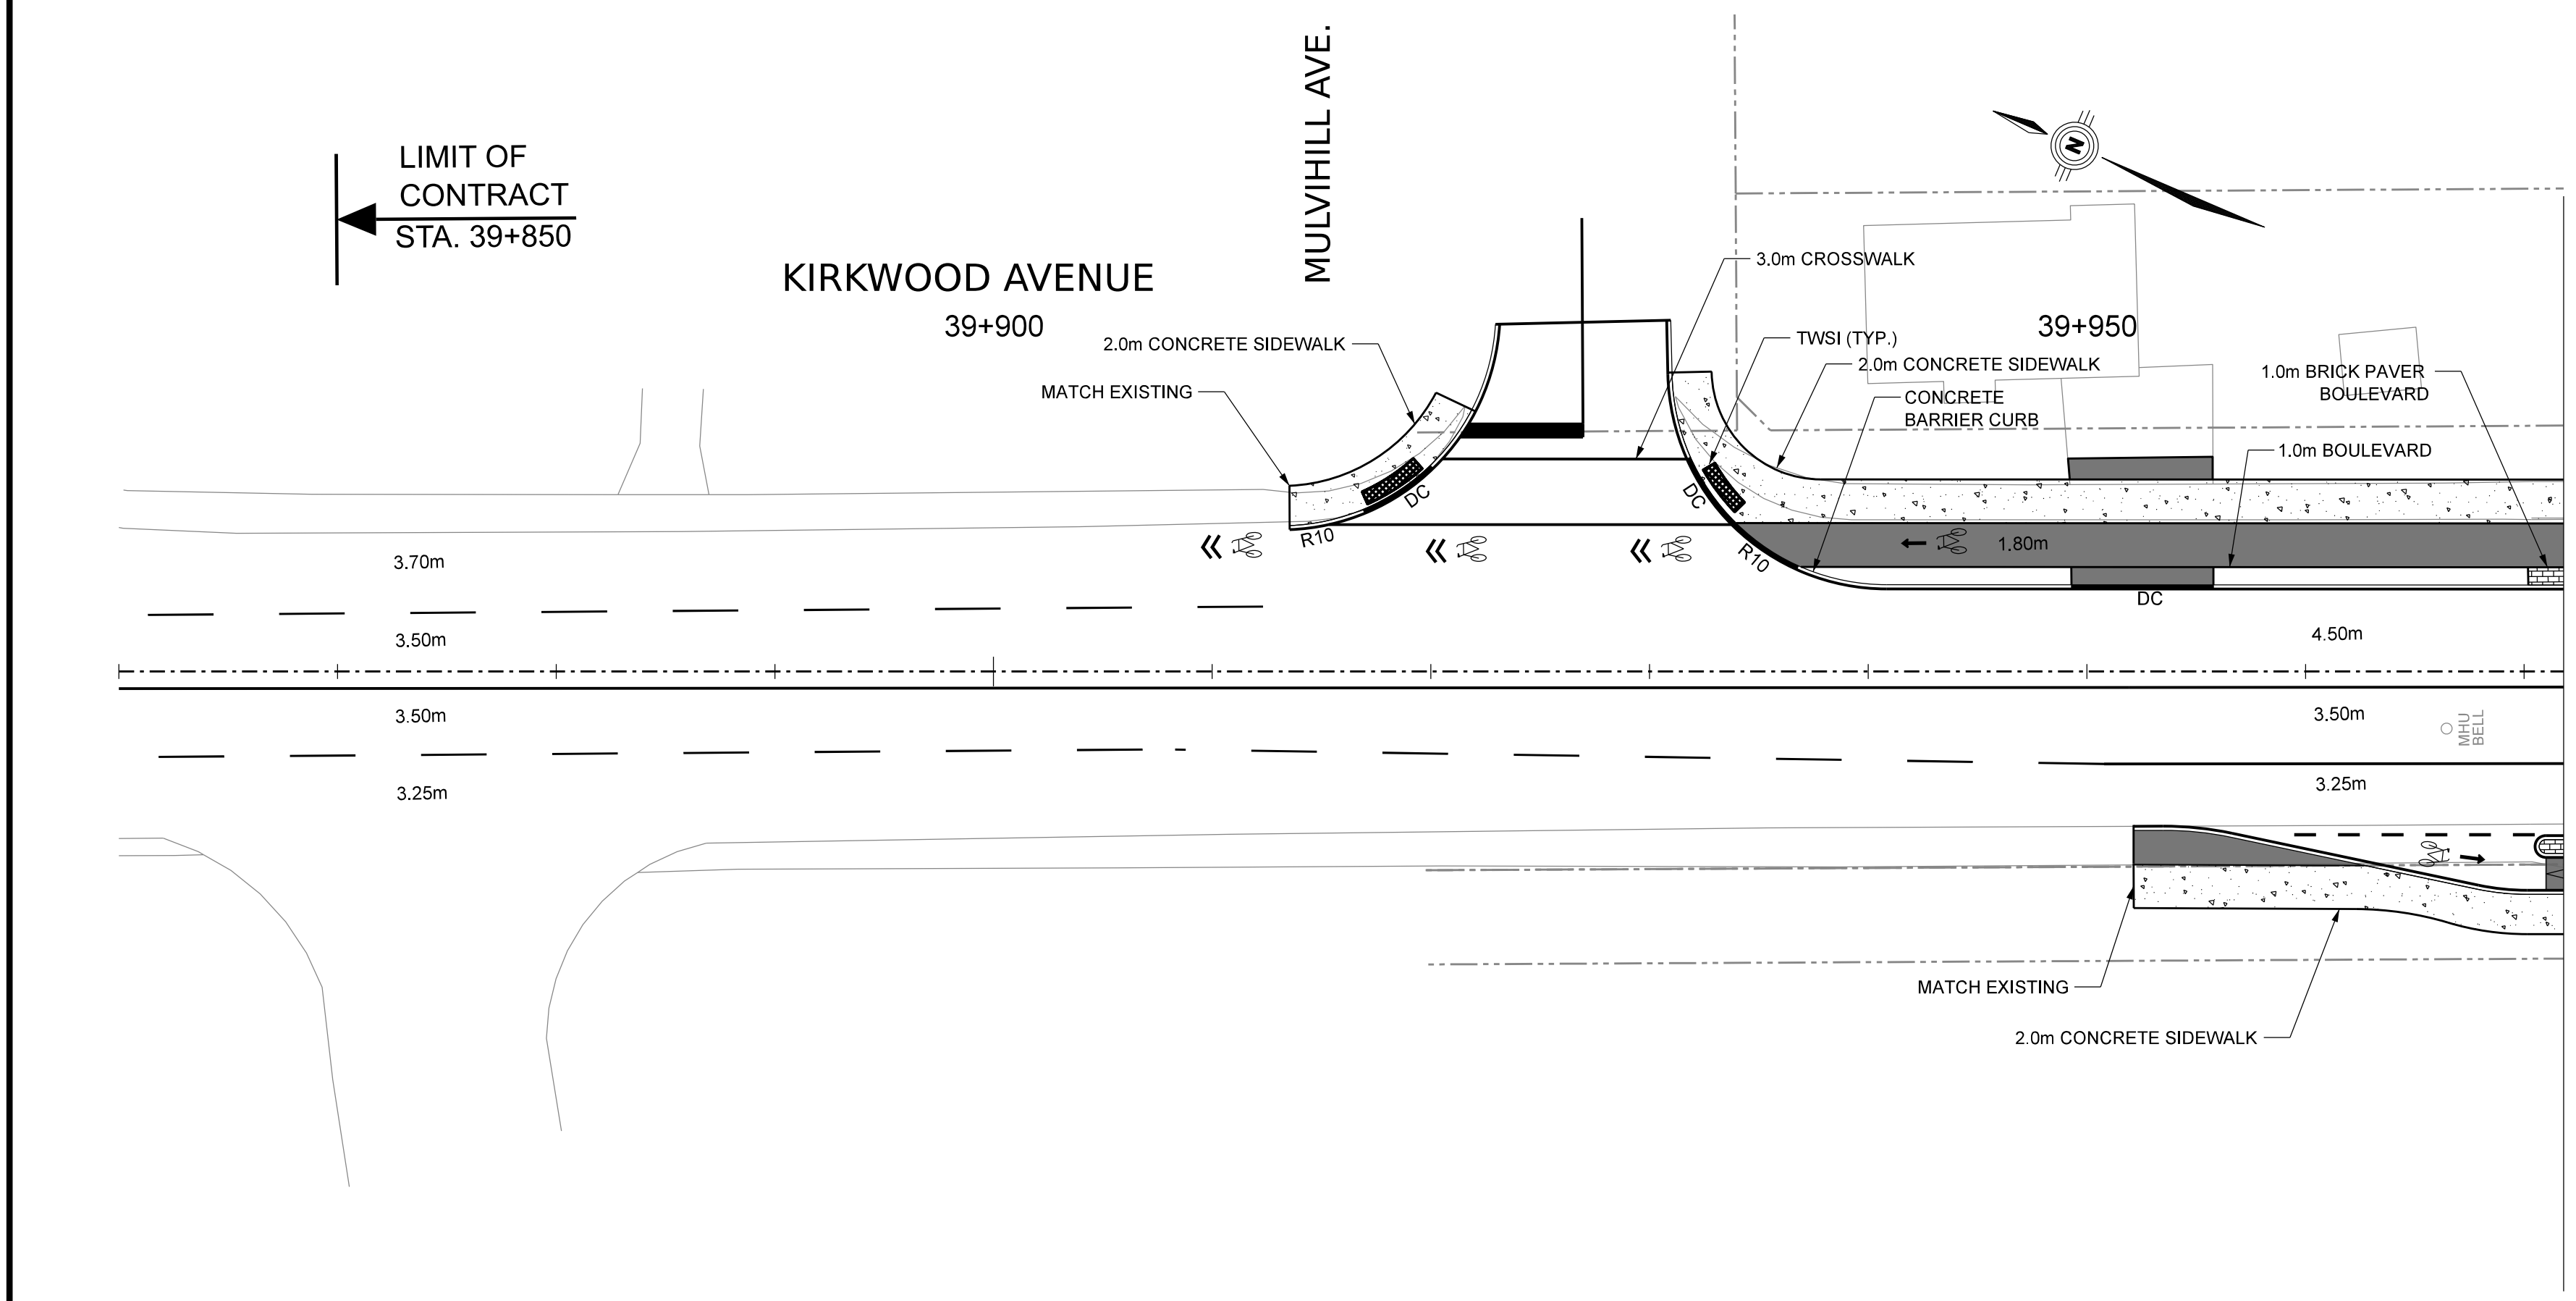 MULVIHILL AVE.
LIMIT OF
CONTRACT
STA. 39+850
N
KIRKWOOD AVENUE
39+900
3.0m CROSSWALK
39+950
2.0m CONCRETE SIDEWALK
TWSI (TYP.)
2.0m CONCRETE SIDEWALK
MATCH EXISTING
1.0m BRICK PAVER
BOULEVARD
CONCRETE
BARRIER CURB
1.0m BOULEVARD
DC
DC
R10
R10
1.80m
3.70m
DC
3.50m
4.50m
3.50m
3.50m
MHU
BELL
3.25m
3.25m
MATCH EXISTING
2.0m CONCRETE SIDEWALK